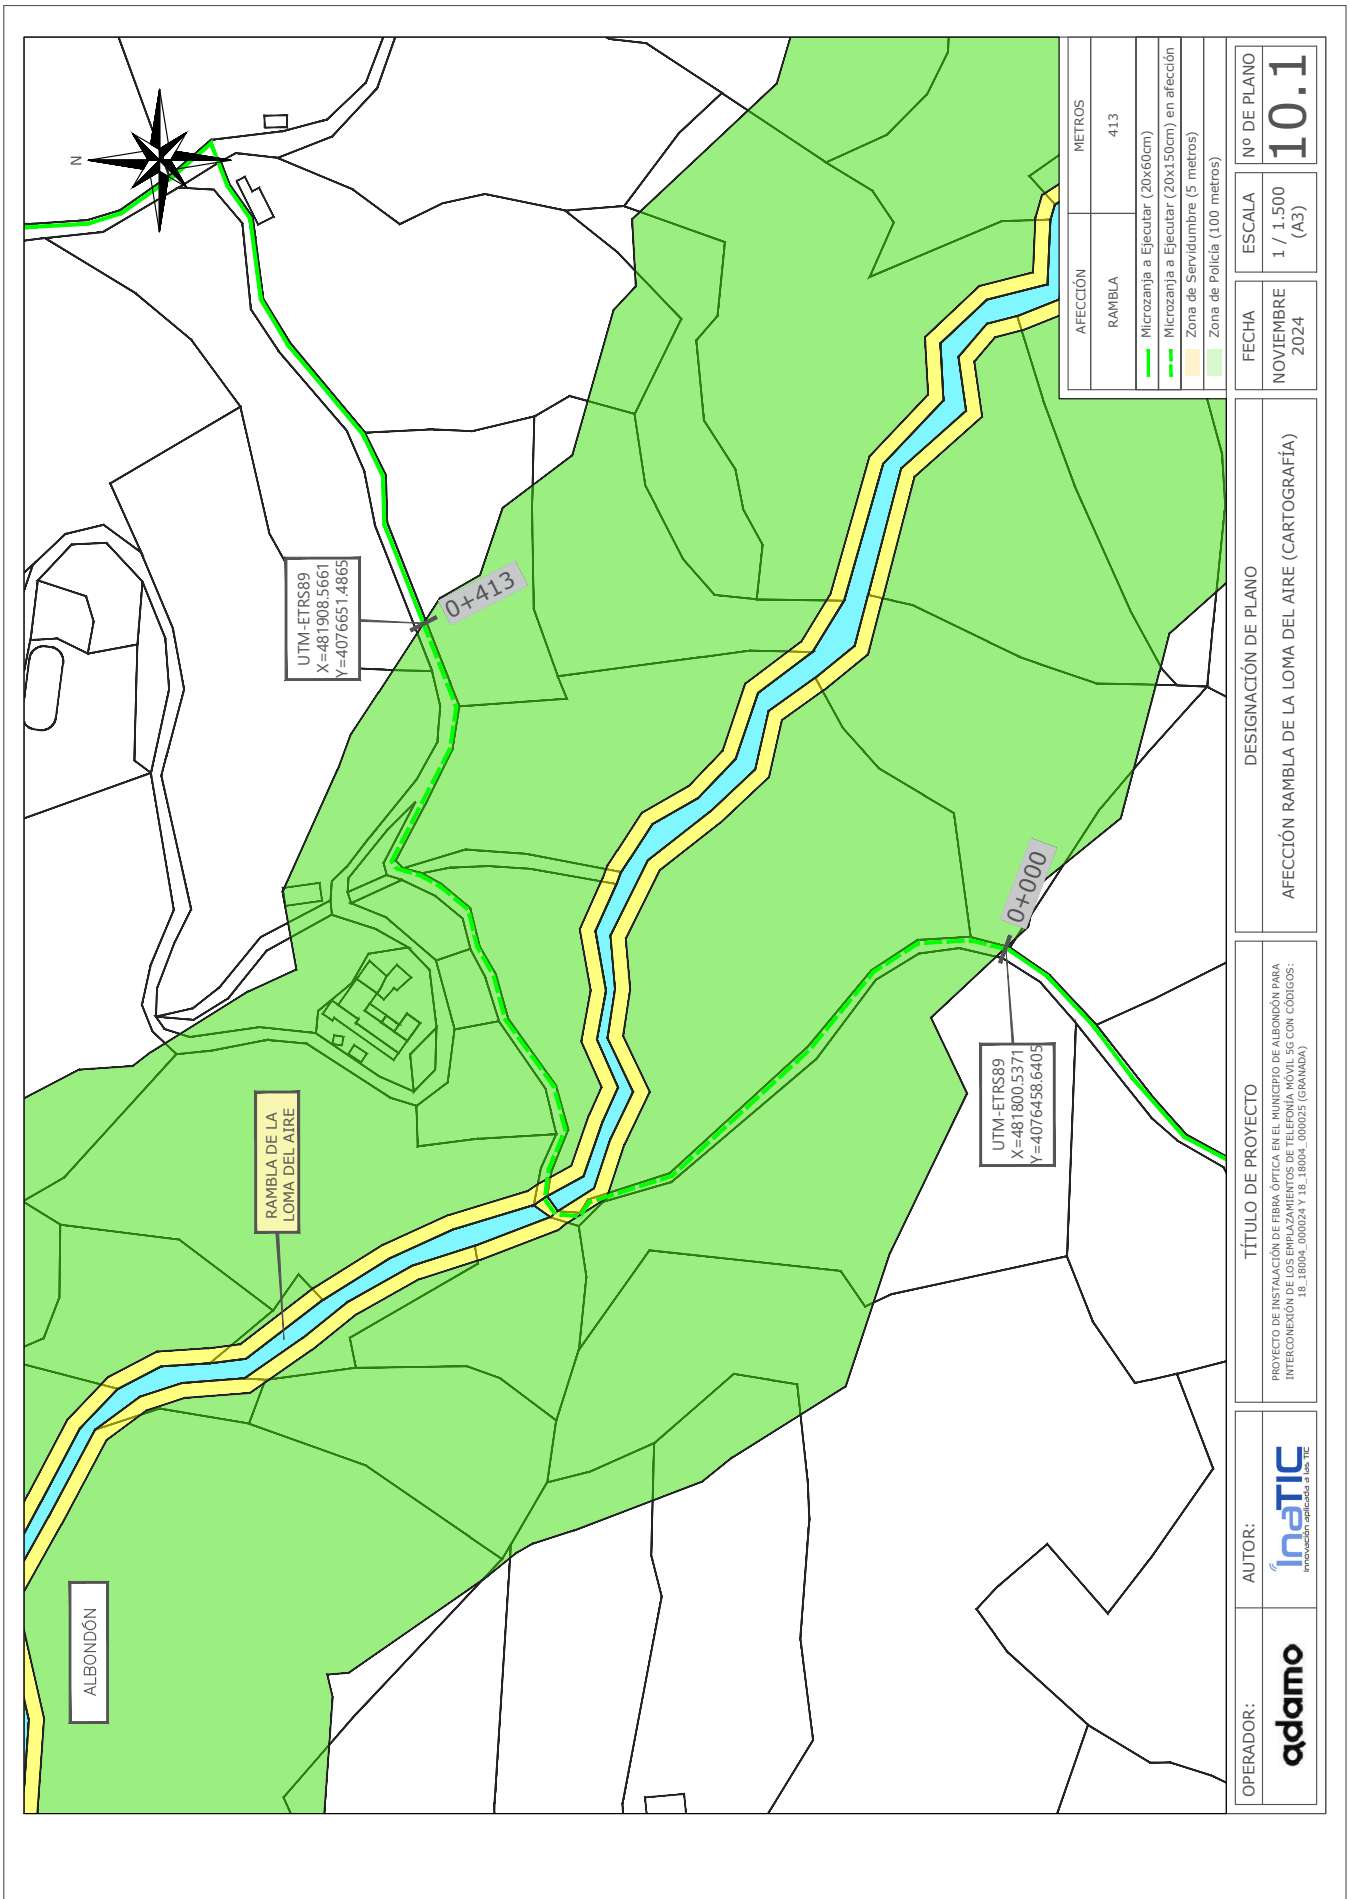 N
UTM-ETRS89
X=481908.5661
Y=4076651.4865
0+413
0+000
UTM-ETRS89
X=481800.5371
Y=4076458.6405
RAMBLA DE LA
LOMA DEL AIRE
ALBONDÓN
AFECCIÓN
METROS
RAMBLA
413
Microzanja a Ejecutar (20x60cm)
Microzanja a Ejecutar (20x150cm) en afección
Zona de Servidumbre (5 metros)
Zona de Policía (100 metros)
OPERADOR:
adamo
AUTOR:
inaTIC
Innovación aplicada a las TIC
TÍTULO DE PROYECTO
PROYECTO DE INSTALACIÓN DE FIBRA ÓPTICA EN EL MUNICIPIO DE ALBONDÓN PARA
INTERCONEXIÓN DE LOS EMPLAZAMIENTOS DE TELEFONÍA MÓVIL 5G CON CÓDIGOS:
18_18004_000024 Y 18_18004_000025 (GRANADA)
DESIGNACIÓN DE PLANO
AFECCIÓN RAMBLA DE LA LOMA DEL AIRE (CARTOGRAFÍA)
FECHA
NOVIEMBRE
2024
ESCALA
1 / 1.500
(A3)
Nº DE PLANO
10.1